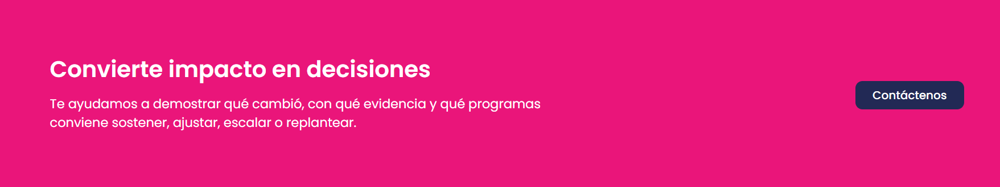 Convierte impacto en decisiones
Te ayudamos a demostrar qué cambió, con qué evidencia y qué programas
conviene sostener, ajustar, escalar o replantear.
Contáctenos